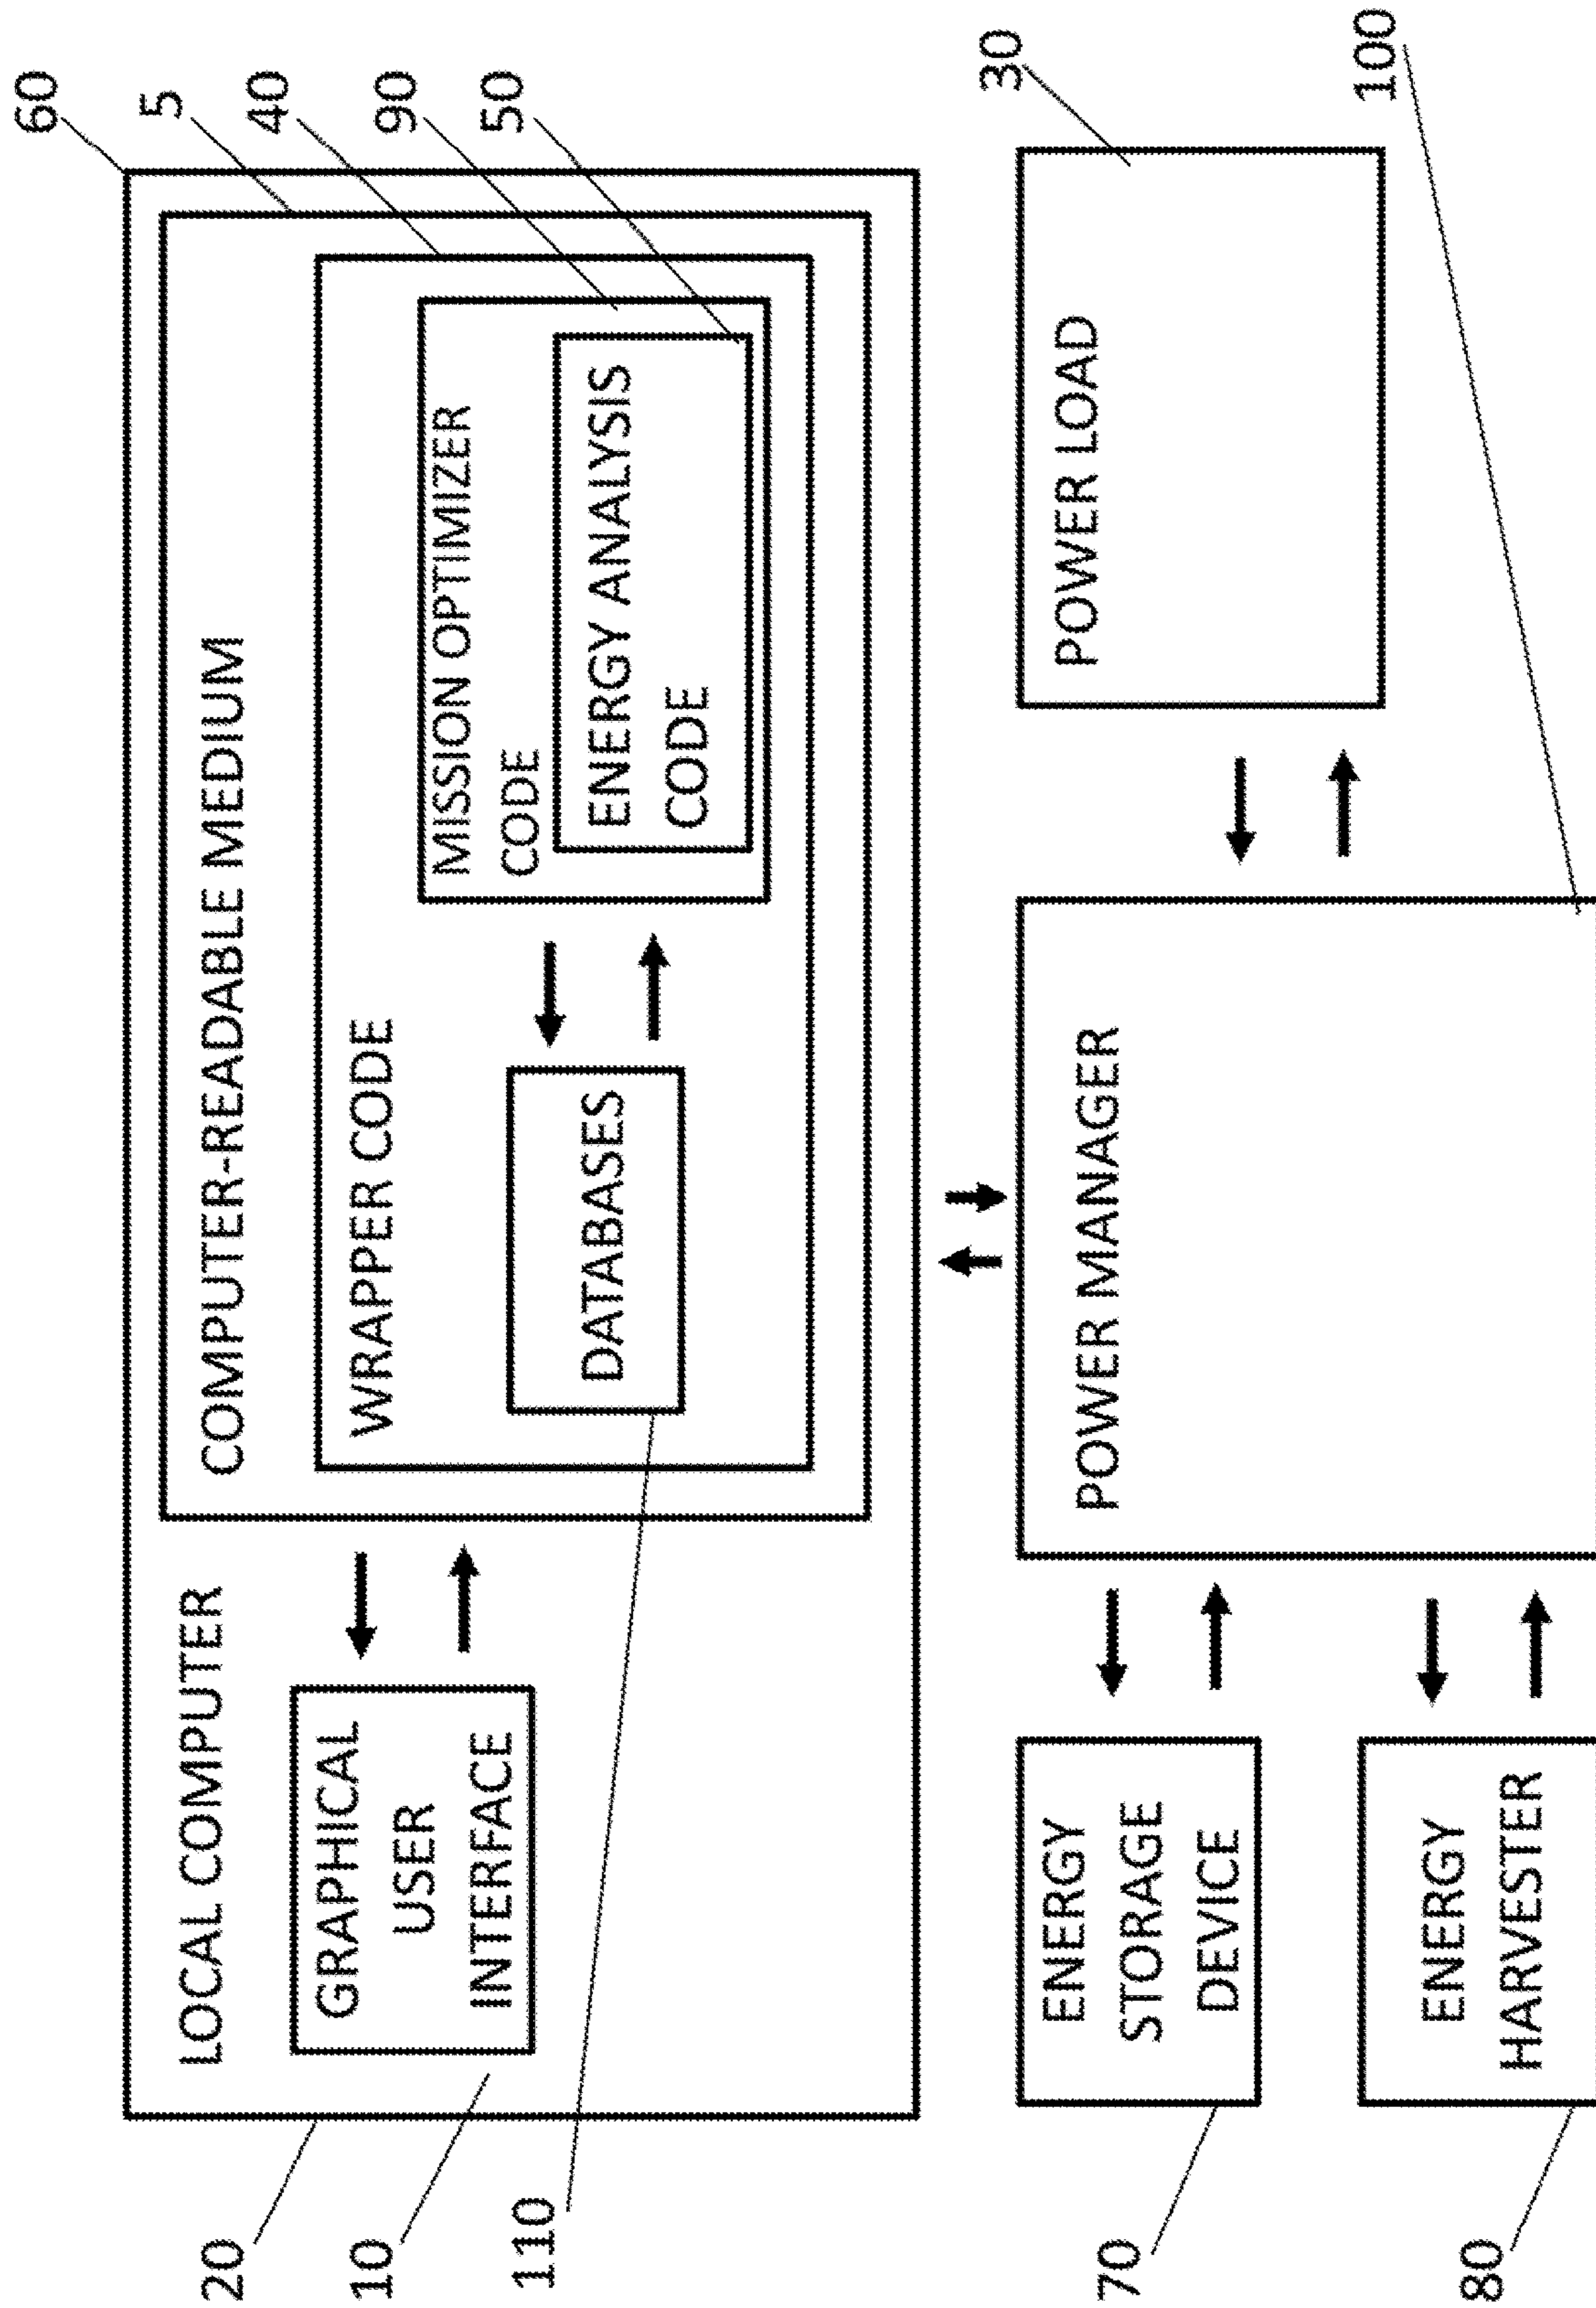 60
5
40
90
50
LOCAL COMPUTER
COMPUTER-READABLE MEDIUM
WRAPPER CODE
MISSION OPTIMIZER
CODE
ENERGY ANALYSIS
CODE
DATABASES
GRAPHICAL
USER
INTERFACE
20
10
110
ENERGY
STORAGE
DEVICE
POWER MANAGER
POWER LOAD
30
ENERGY
HARVESTER
70
80
100